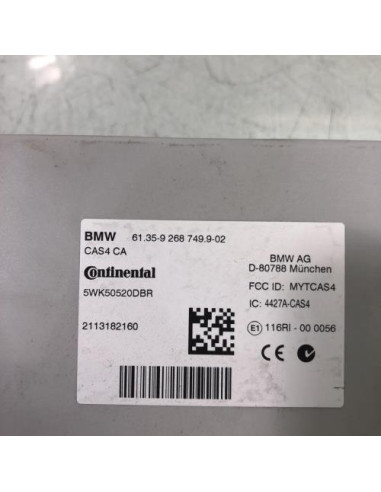 BMW 61.35-9 268 749.9-02
CAS4 CA
BMW AG
D-80788 München
Continental
5WK50520DBR
FCC ID: MYTCAS4
IC: 4427A-CAS4
2113182160
E1 116RI - 00 0056
CE